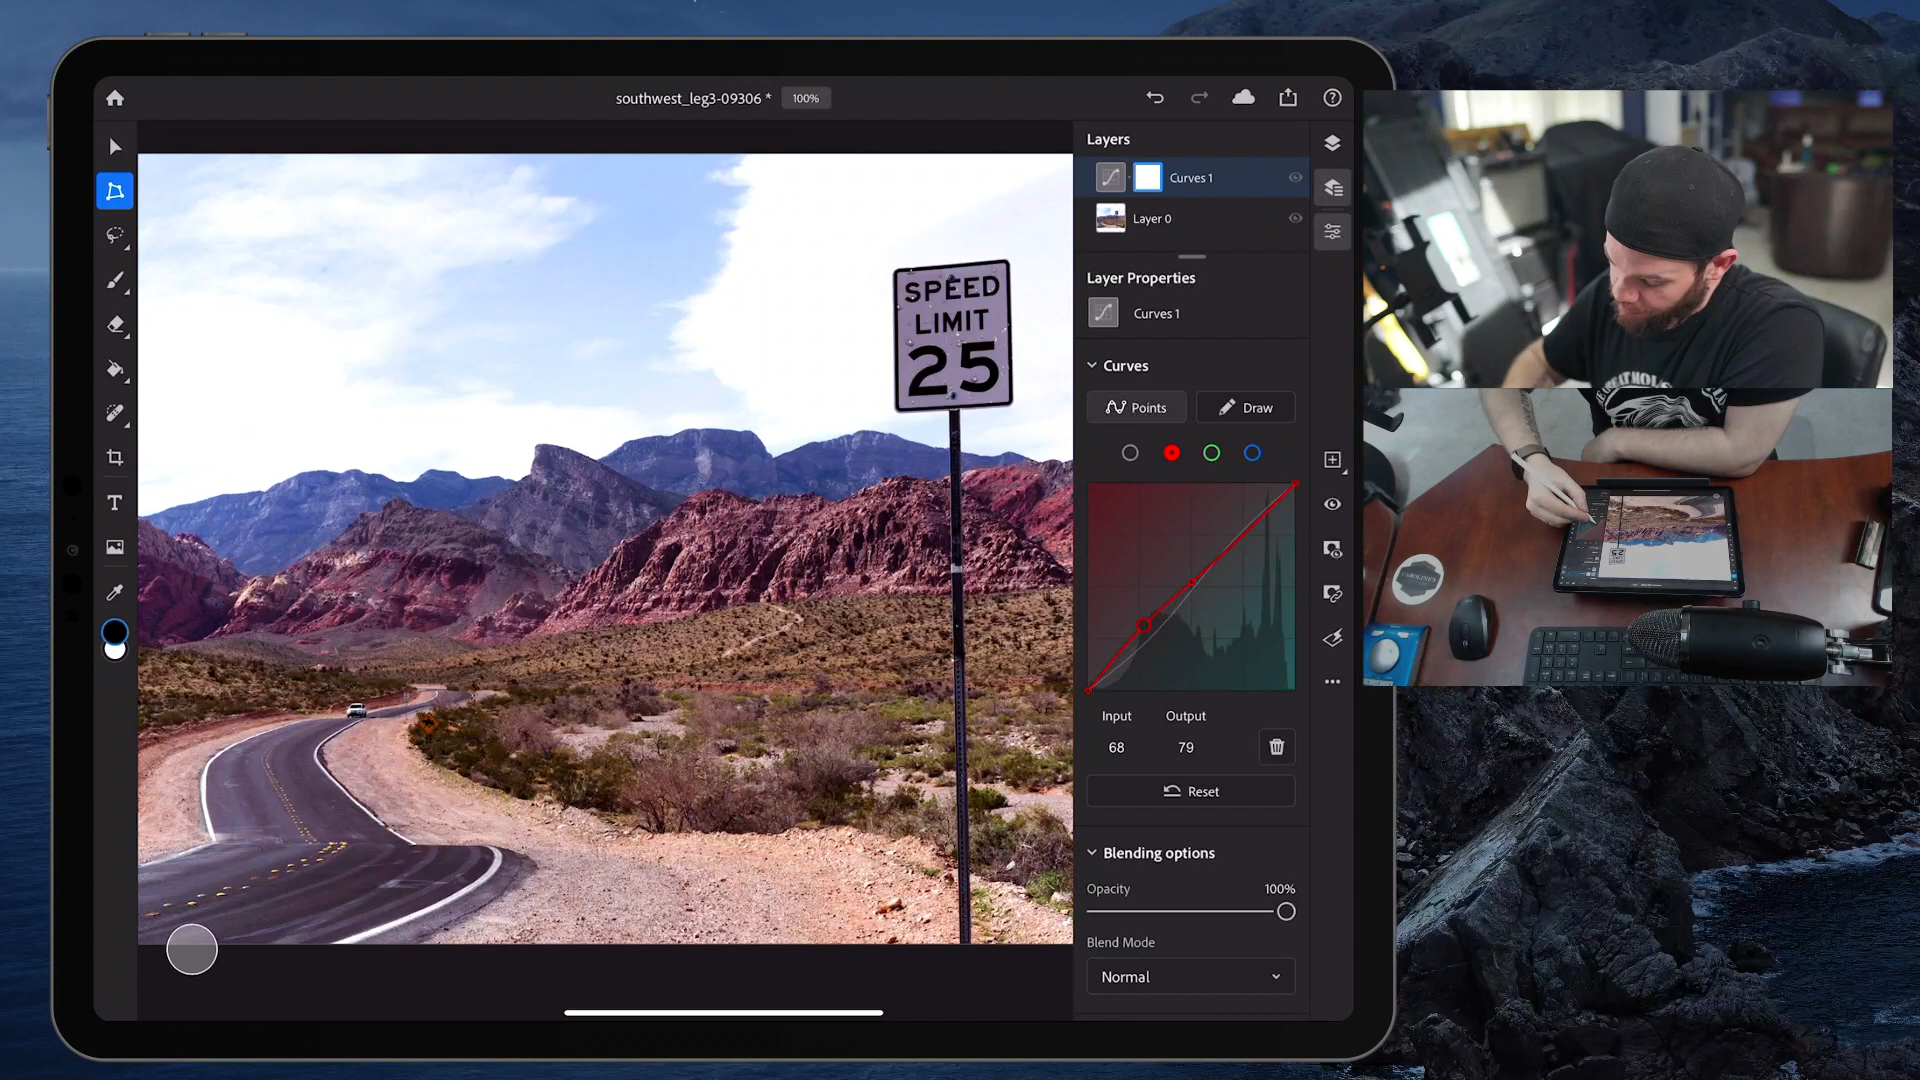 southwest_leg3-09306 *
100%
Layers
Curves 1
Layer 0
Layer Properties
Curves 1
Curves
Points
Draw
Input
Output
68
79
Reset
Blending options
Opacity
100%
Blend Mode
Normal
SPEED
LIMIT
25
25